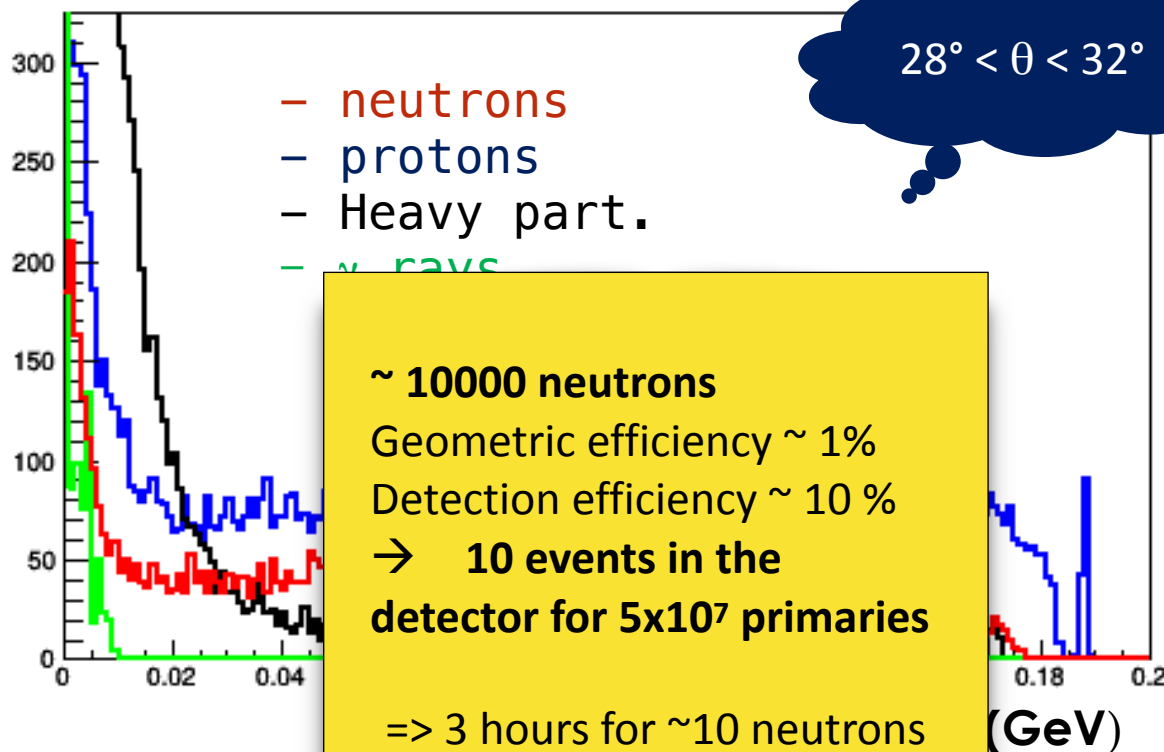 28° < θ < 32°
300
250
200
150
100
50
0
– neutrons
– protons
– Heavy part.
– γ rays
~ 10000 neutrons
Geometric efficiency ~ 1%
Detection efficiency ~ 10 %
→ 10 events in the
detector for 5x10⁷ primaries
=> 3 hours for ~10 neutrons
0 0.02 0.04 0.18 0.2
(GeV)